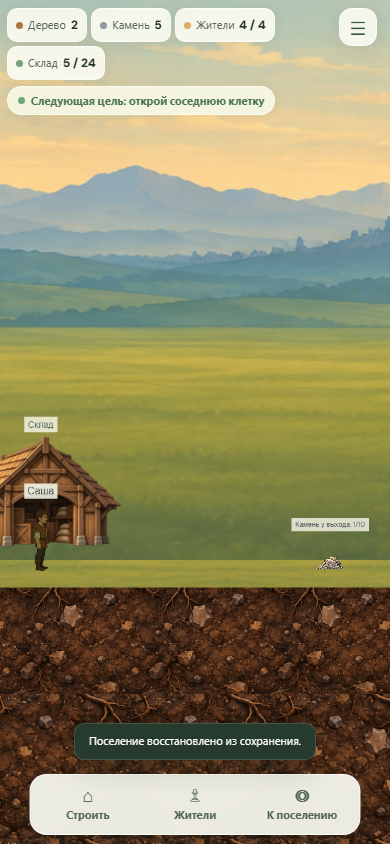 Дерево 2
Камень 5
Жители 4 / 4
Склад 5 / 24
Следующая цель: открой соседнюю клетку
Склад
Саша
Камень у выхода: 1/10
Поселение восстановлено из сохранения.
Строить
Жители
К поселению